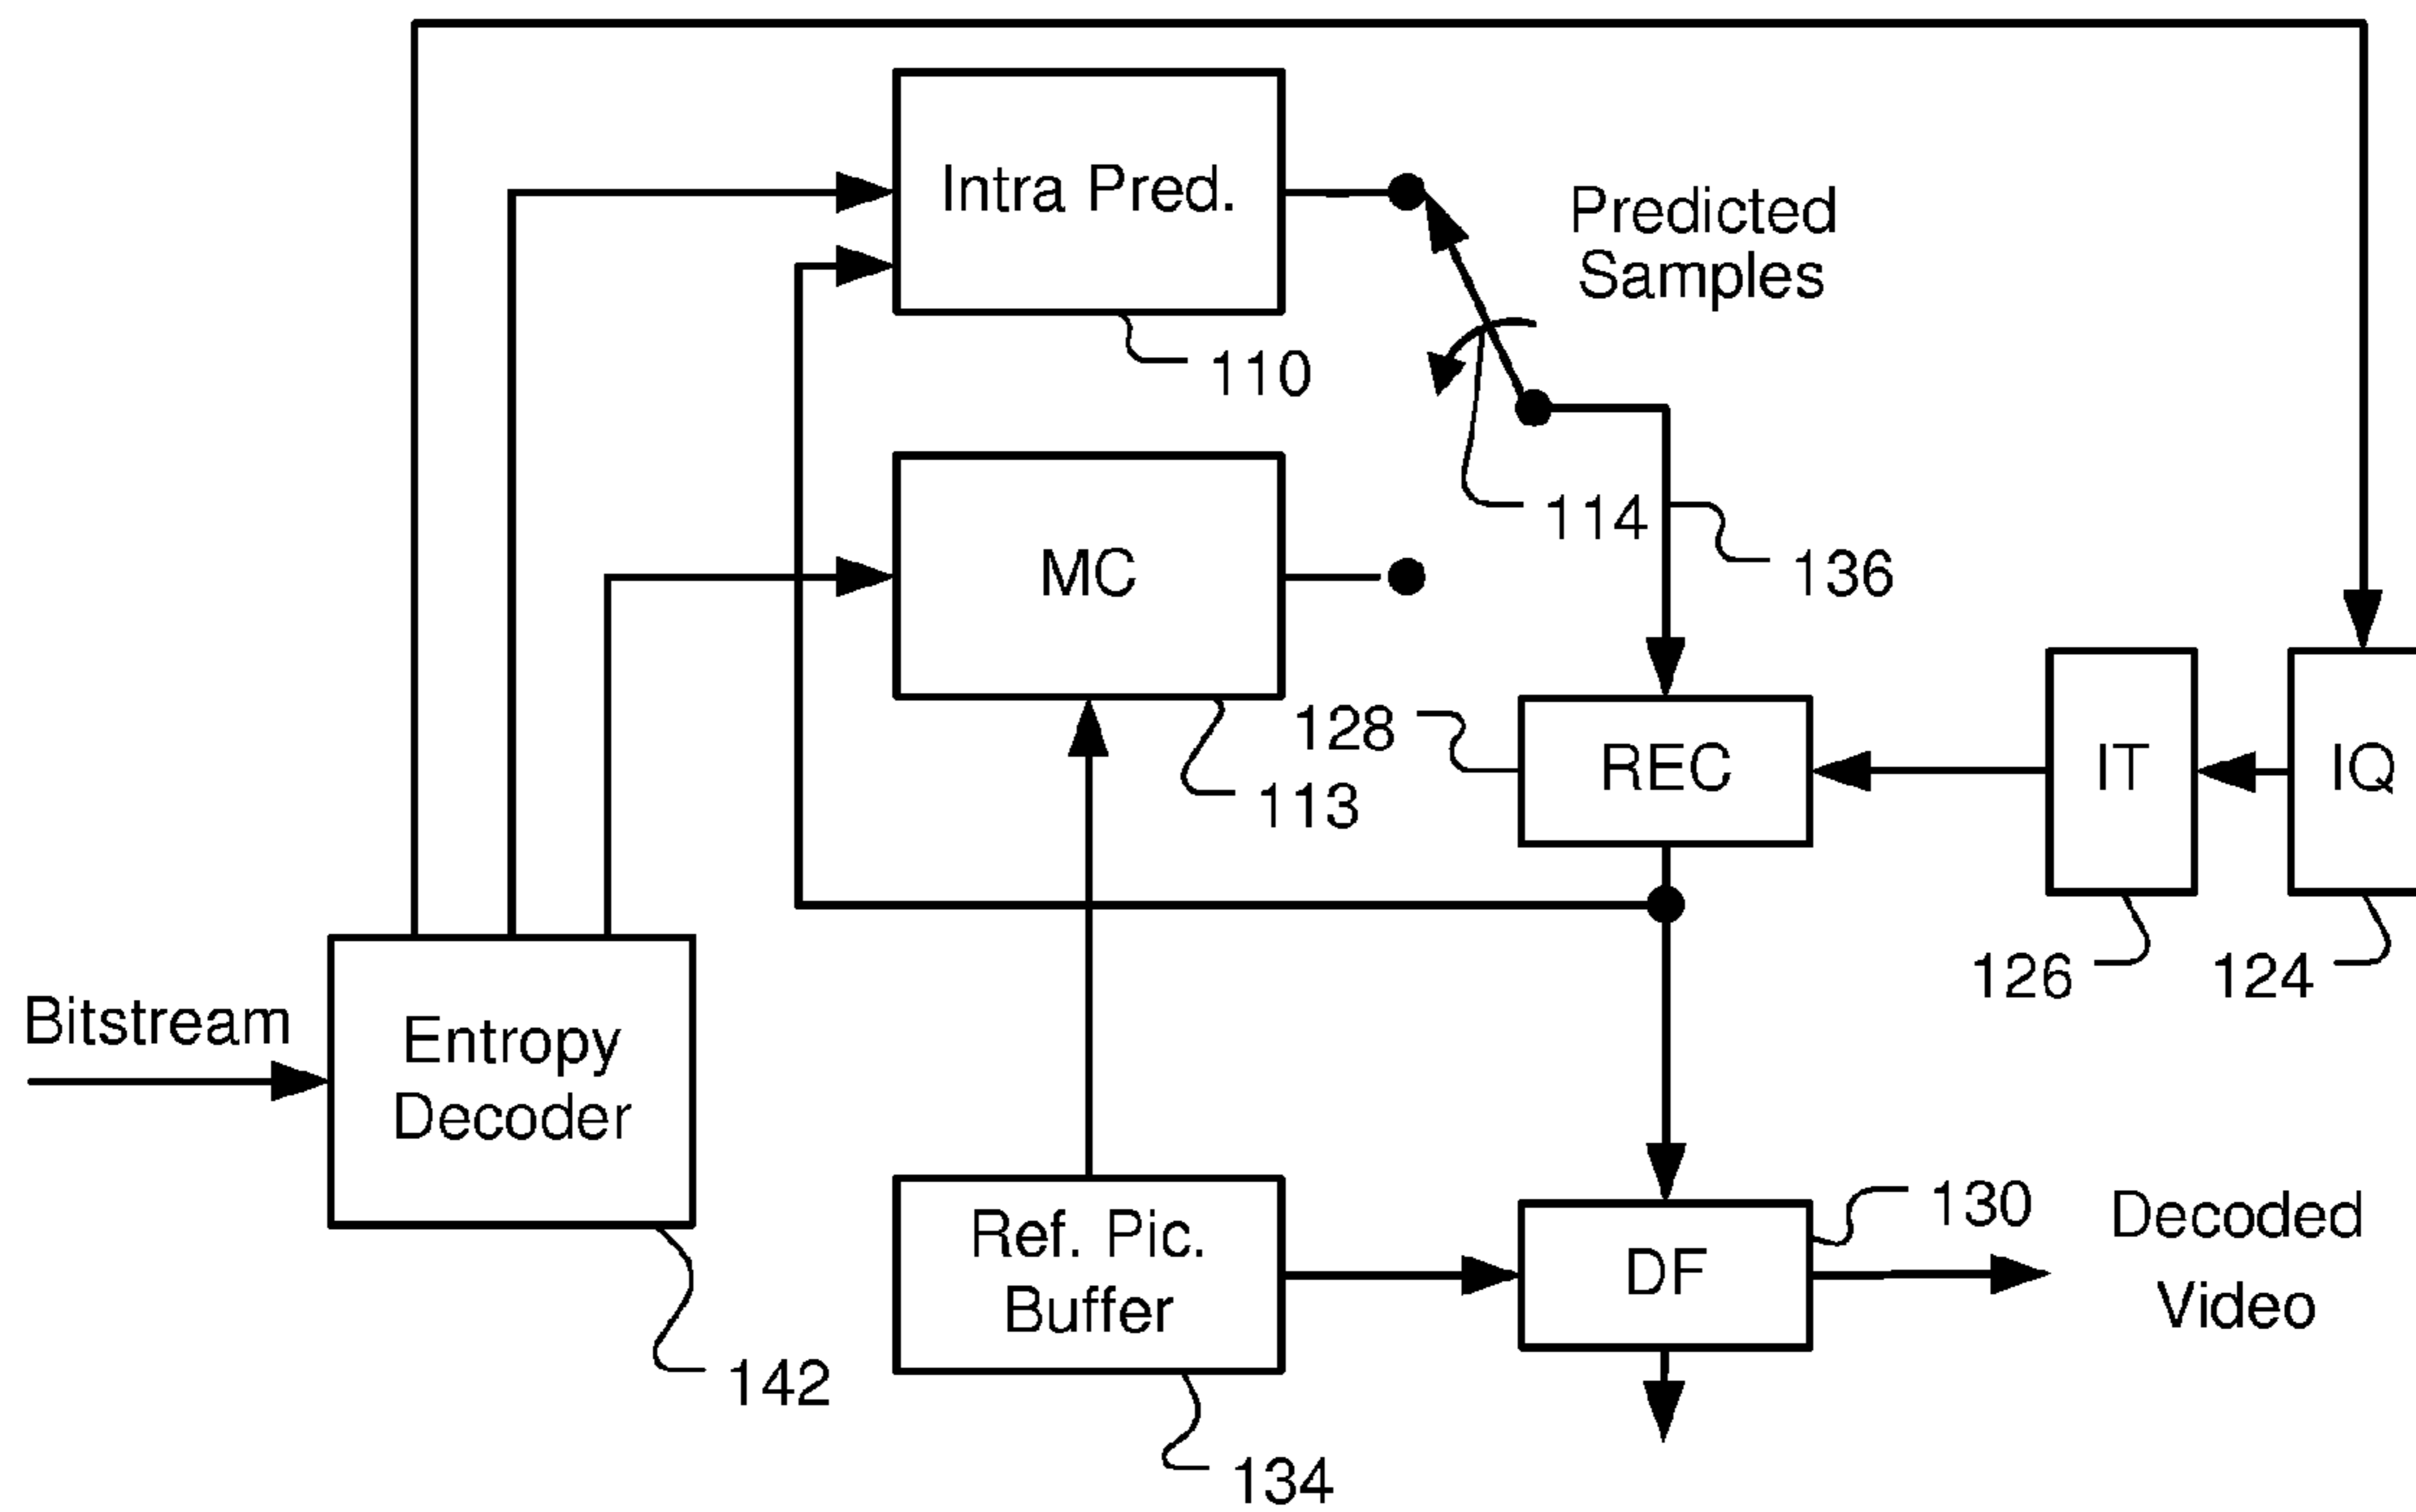 Intra Pred.
Predicted
Samples
110
MC
114
136
113
128
REC
IT
IQ
126
124
Bitstream
Entropy
Decoder
142
Ref. Pic.
Buffer
134
DF
130
Decoded
Video